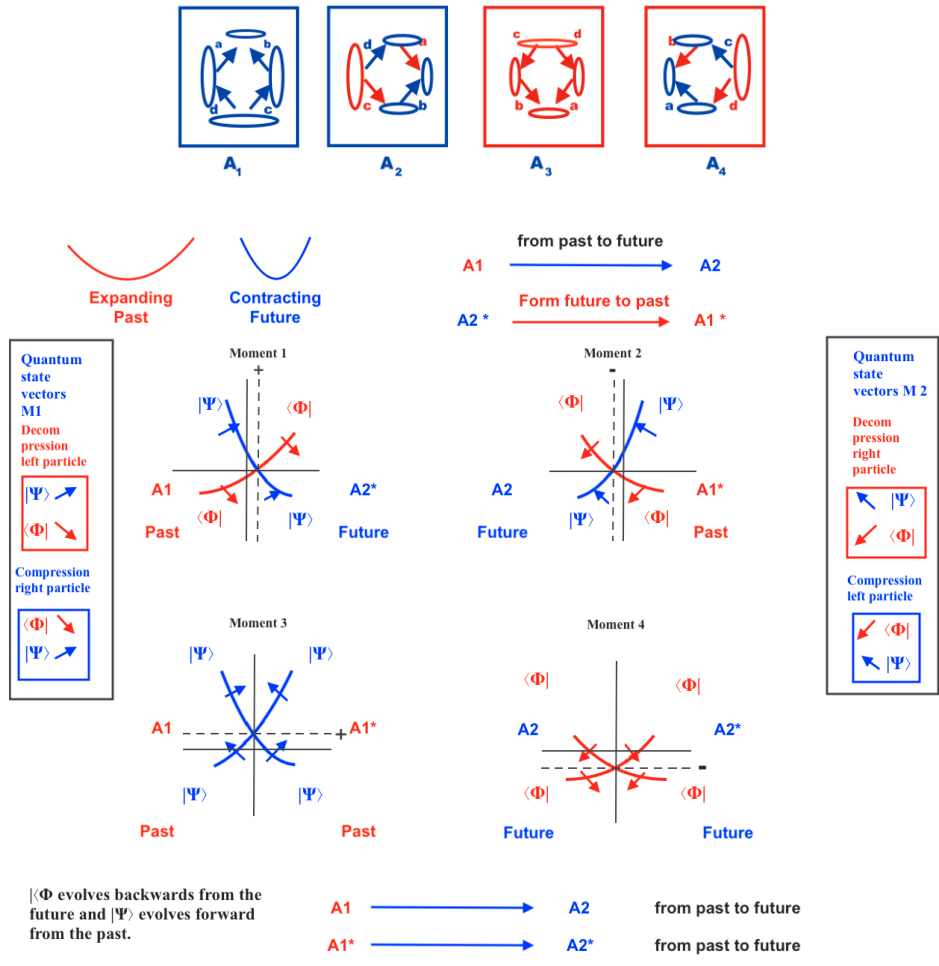 a b d c
d a c b
c d b a
b c a d
A1 A2 A3 A4
from past to future
A1 A2
Form future to past
A2 * A1 *
Expanding
Past
Contracting
Future
Quantum
state
vectors
M1
Decom
pression
left particle
|Ψ⟩
⟨Φ|
Compression
right particle
⟨Φ|
|Ψ⟩
Moment 1
+
|Ψ⟩
⟨Φ|
A1 A2*
⟨Φ| |Ψ⟩
Past Future
Moment 2
-
⟨Φ| |Ψ⟩
A2 A1*
|Ψ⟩ ⟨Φ|
Future Past
Quantum
state
vectors M 2
Decom
pression
right
particle
|Ψ⟩
⟨Φ|
Compression
left particle
⟨Φ|
|Ψ⟩
Moment 3
|Ψ⟩ |Ψ⟩
A1 + A1*
|Ψ⟩ |Ψ⟩
Past Past
Moment 4
⟨Φ| ⟨Φ|
A2 A2*
-
⟨Φ| ⟨Φ|
Future Future
|⟨Φ evolves backwards from the
future and |Ψ⟩ evolves forward
from the past.
A1 A2 from past to future
A1* A2* from past to future